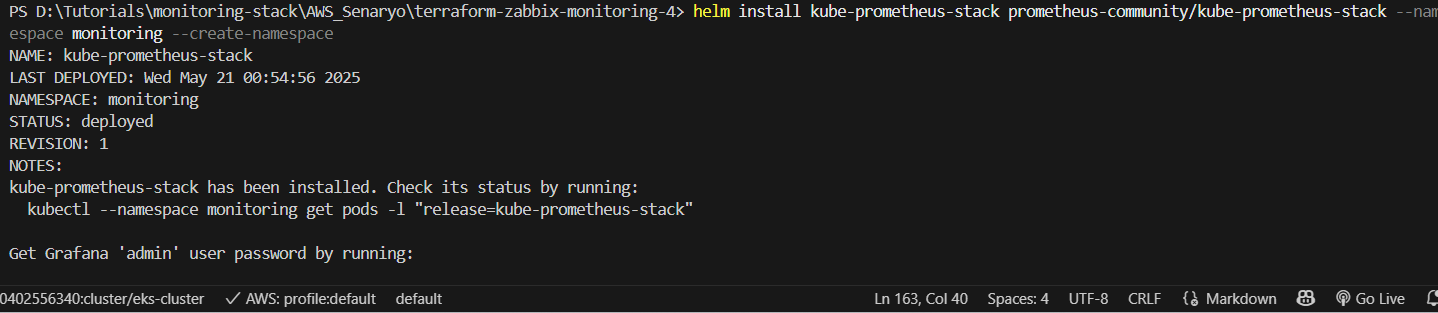 PS D:\Tutorials\monitoring-stack\AWS_Senaryo\terraform-zabbix-monitoring-4> helm install kube-prometheus-stack prometheus-community/kube-prometheus-stack --nam
espace monitoring --create-namespace
NAME: kube-prometheus-stack
LAST DEPLOYED: Wed May 21 00:54:56 2025
NAMESPACE: monitoring
STATUS: deployed
REVISION: 1
NOTES:
kube-prometheus-stack has been installed. Check its status by running:
  kubectl --namespace monitoring get pods -l "release=kube-prometheus-stack"
Get Grafana 'admin' user password by running:
0402556340:cluster/eks-cluster AWS: profile:default default Ln 163, Col 40 Spaces: 4 UTF-8 CRLF Markdown Go Live